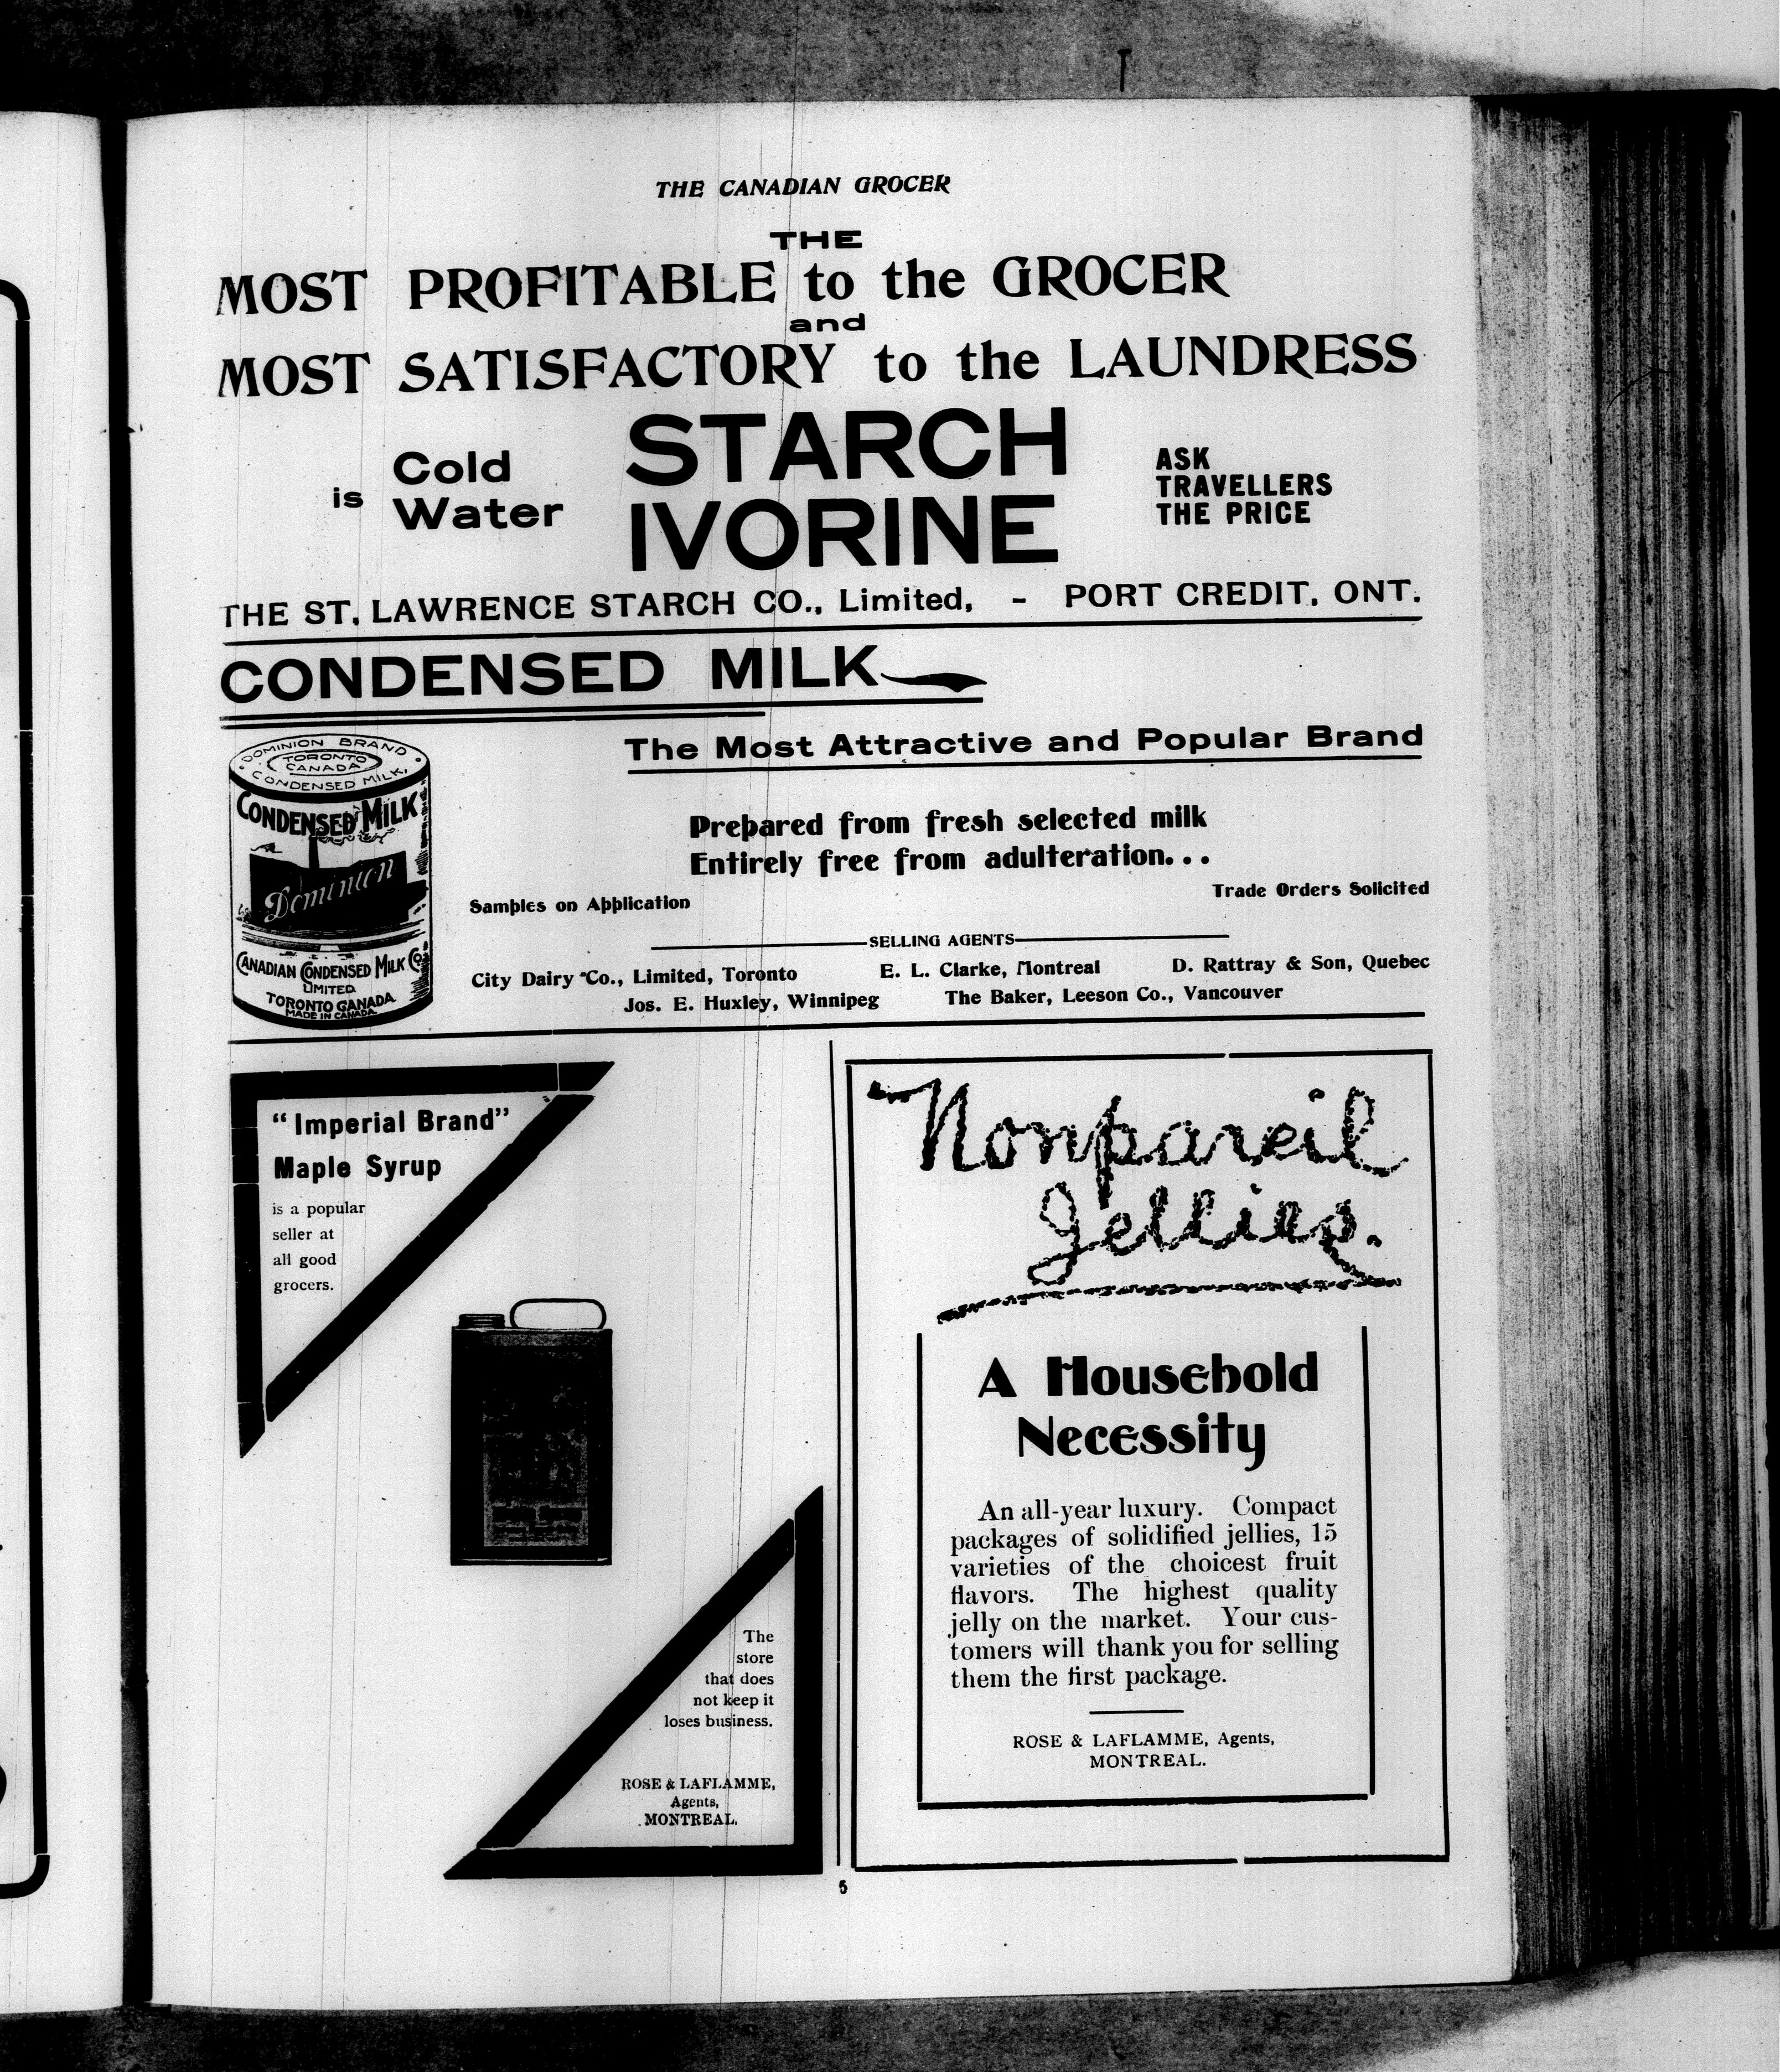 THE CANADIAN GROCER
THE
MOST PROFITABLE to the GROCER
and
MOST SATISFACTORY to the LAUNDRESS
is Cold Water
STARCH
IVORINE
ASK
TRAVELLERS
THE PRICE
THE ST. LAWRENCE STARCH CO., Limited, - PORT CREDIT, ONT.
CONDENSED MILK
DOMINION BRAND
TORONTO
CANADA
CONDENSED MILK.
CONDENSED MILK
Dominion
CANADIAN CONDENSED MILK Co.
LIMITED
TORONTO CANADA
MADE IN CANADA
The Most Attractive and Popular Brand
Prepared from fresh selected milk
Entirely free from adulteration...
Samples on Application
Trade Orders Solicited
SELLING AGENTS
City Dairy Co., Limited, Toronto E. L. Clarke, Montreal D. Rattray & Son, Quebec
Jos. E. Huxley, Winnipeg The Baker, Leeson Co., Vancouver
"Imperial Brand"
Maple Syrup
is a popular
seller at
all good
grocers.
The
store
that does
not keep it
loses business.
ROSE & LAFLAMME,
Agents,
MONTREAL.
Nonpareil
Jellies.
A Household
Necessity
An all-year luxury. Compact
packages of solidified jellies, 15
varieties of the choicest fruit
flavors. The highest quality
jelly on the market. Your cus-
tomers will thank you for selling
them the first package.
ROSE & LAFLAMME, Agents,
MONTREAL.
5